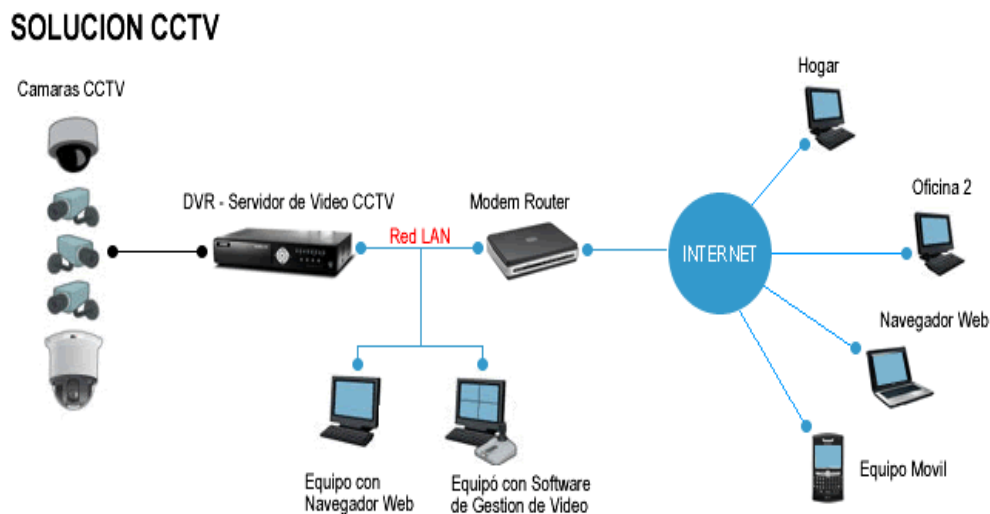 SOLUCION CCTV
Camaras CCTV
DVR - Servidor de Video CCTV
Red LAN
Modem Router
Equipo con
Navegador Web
Equipó con Software
de Gestion de Video
INTERNET
Hogar
Oficina 2
Navegador Web
Equipo Movil